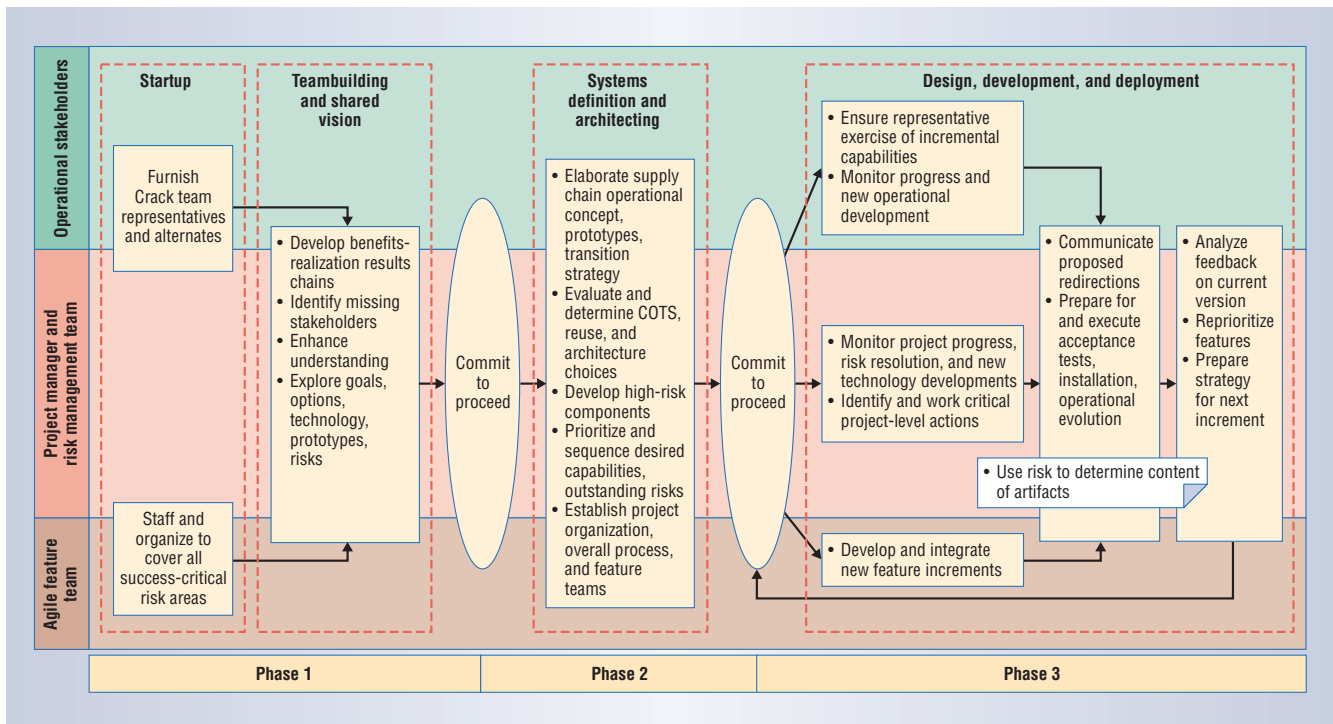 Operational stakeholders
Project manager and
risk management team
Agile feature
team
Startup
Furnish
Crack team
representatives
and alternates
Staff and
organize to
cover all
success-critical
risk areas
Teambuilding
and shared
vision
• Develop benefits-
realization results
chains
• Identify missing
stakeholders
• Enhance
understanding
• Explore goals,
options,
technology,
prototypes,
risks
Commit
to
proceed
Systems
definition and
architecting
• Elaborate supply
chain operational
concept,
prototypes,
transition
strategy
• Evaluate and
determine COTS,
reuse, and
architecture
choices
• Develop high-risk
components
• Prioritize and
sequence desired
capabilities,
outstanding risks
• Establish project
organization,
overall process,
and feature
teams
Commit
to
proceed
Design, development, and deployment
• Ensure representative
exercise of incremental
capabilities
• Monitor progress and
new operational
development
• Monitor project progress,
risk resolution, and new
technology developments
• Identify and work critical
project-level actions
• Develop and integrate
new feature increments
• Communicate
proposed
redirections
• Prepare for
and execute
acceptance
tests,
installation,
operational
evolution
• Use risk to determine content
of artifacts
• Analyze
feedback
on current
version
• Reprioritize
features
• Prepare
strategy
for next
increment
Phase 1
Phase 2
Phase 3